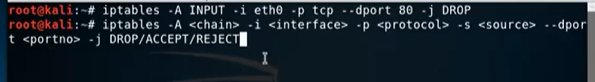 root@kali:~# iptables -A INPUT -i eth0 -p tcp --dport 80 -j DROP
root@kali:~# iptables -A <chain> -i <interface> -p <protocol> -s <source> --dpor
t <portno> -j DROP/ACCEPT/REJECT